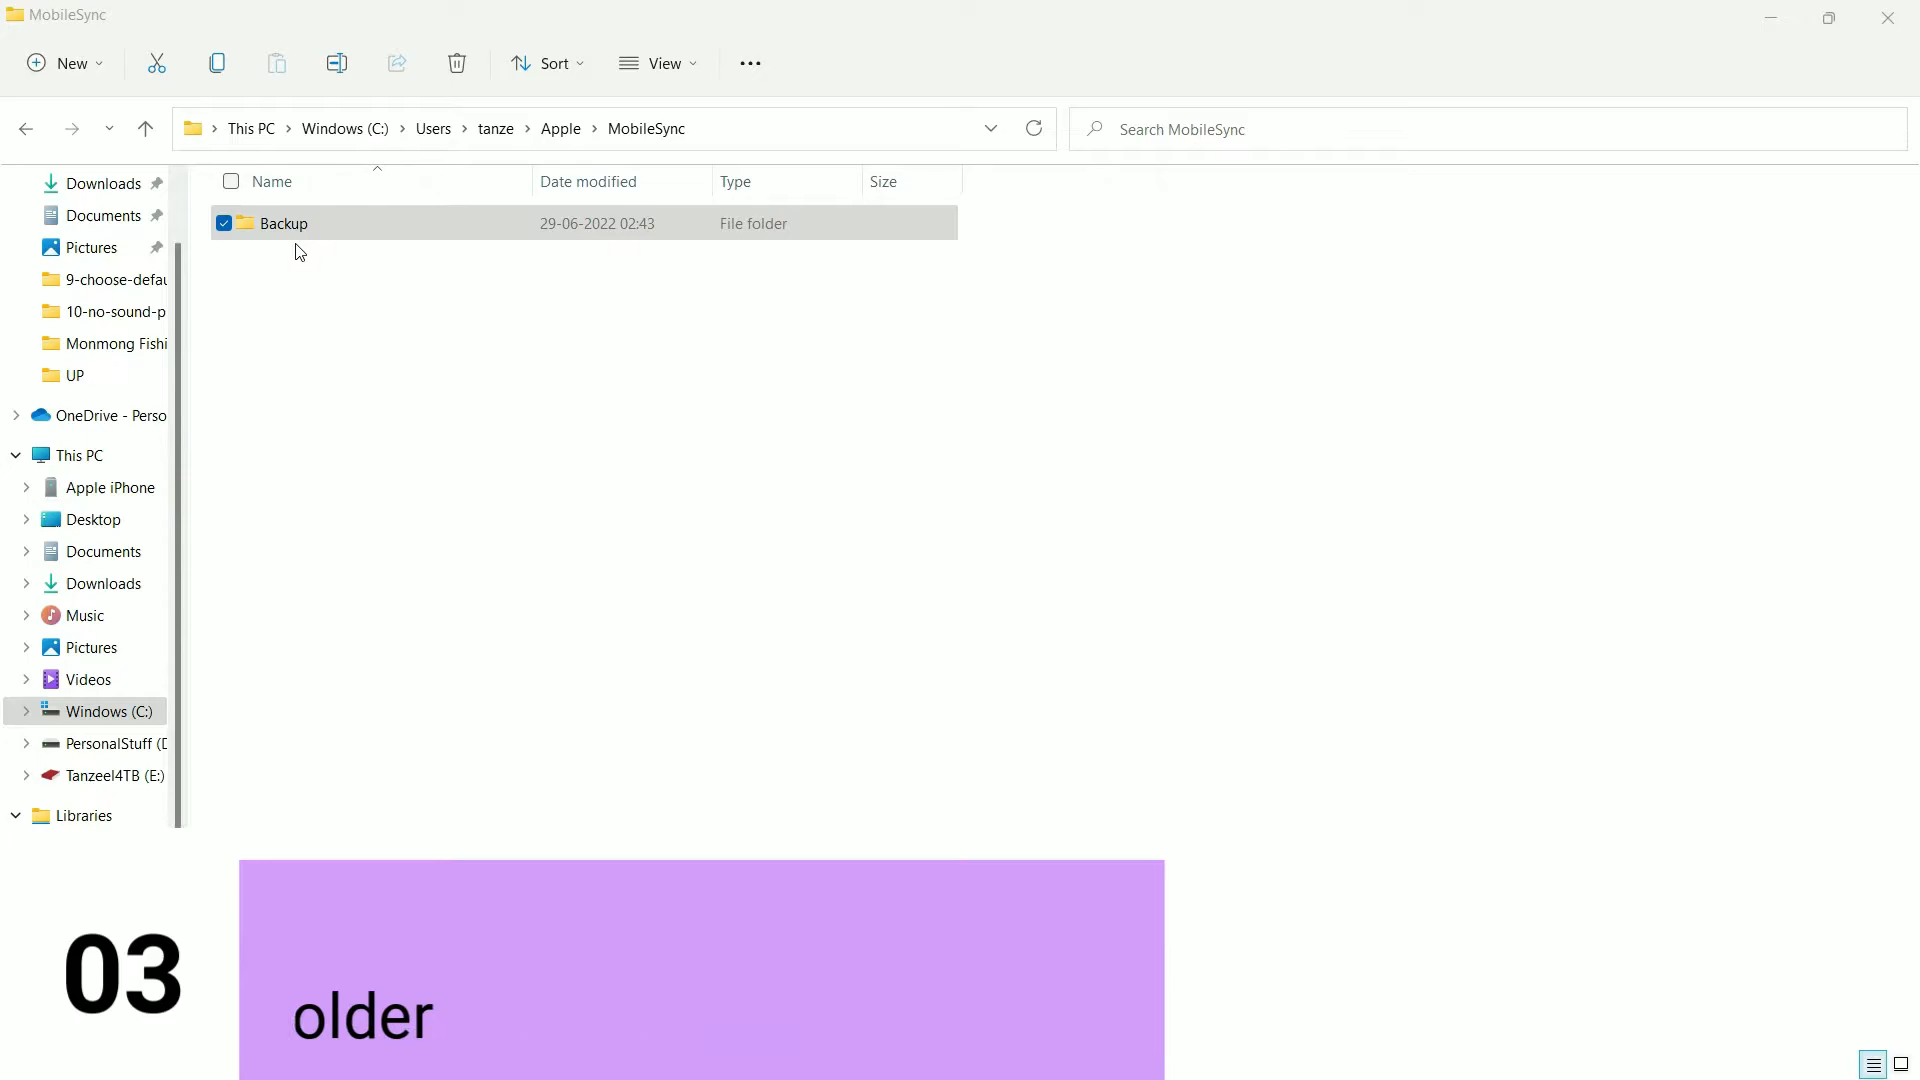 MobileSync
New
Sort
View
This PC > Windows (C:) > Users > tanze > Apple > MobileSync
Search MobileSync
Name
Date modified
Type
Size
Backup
29-06-2022 02:43
File folder
Downloads
Documents
Pictures
9-choose-defau
10-no-sound-p
Monmong Fishi
UP
OneDrive - Perso
This PC
Apple iPhone
Desktop
Documents
Downloads
Music
Pictures
Videos
Windows (C:)
PersonalStuff (D
Tanzeel4TB (E:)
Libraries
03
older